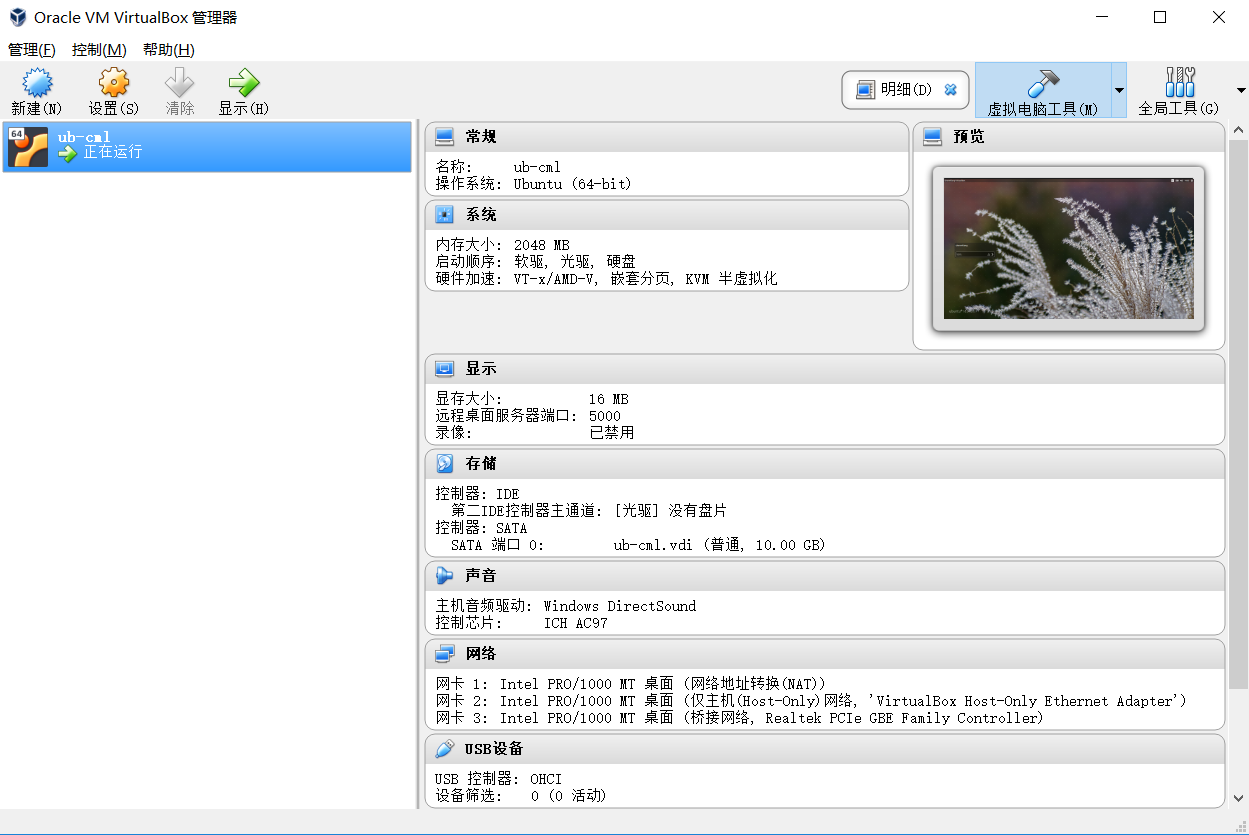 Oracle VM VirtualBox 管理器
管理(F) 控制(M) 帮助(H)
新建(N) 设置(S) 清除 显示(H) 明细(D) 虚拟电脑工具(M) 全局工具(G)
64
ub-cml
正在运行
常规
名称: ub-cml
操作系统: Ubuntu (64-bit)
系统
内存大小: 2048 MB
启动顺序: 软驱, 光驱, 硬盘
硬件加速: VT-x/AMD-V, 嵌套分页, KVM 半虚拟化
预览
显示
显存大小: 16 MB
远程桌面服务器端口: 5000
录像: 已禁用
存储
控制器: IDE
第二IDE控制器主通道: [光驱] 没有盘片
控制器: SATA
SATA 端口 0: ub-cml.vdi (普通, 10.00 GB)
声音
主机音频驱动: Windows DirectSound
控制芯片: ICH AC97
网络
网卡 1: Intel PRO/1000 MT 桌面 (网络地址转换(NAT))
网卡 2: Intel PRO/1000 MT 桌面 (仅主机(Host-Only)网络, 'VirtualBox Host-Only Ethernet Adapter')
网卡 3: Intel PRO/1000 MT 桌面 (桥接网络, Realtek PCIe GBE Family Controller)
USB设备
USB 控制器: OHCI
设备筛选: 0 (0 活动)